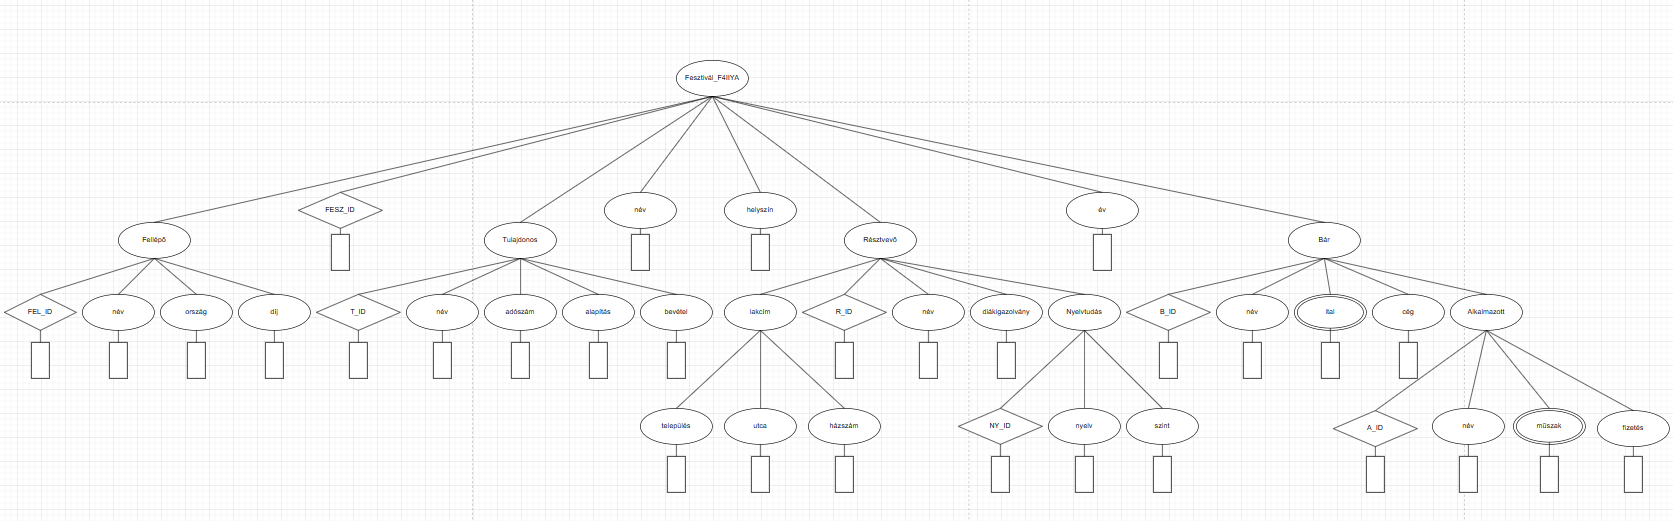 Fesztivál_F4IIYA
FESZ_ID
név
helyszín
év
Fellépő
Tulajdonos
Résztvevő
Bár
FEL_ID
név
ország
díj
T_ID
név
adószám
alapítás
bevétel
lakcím
R_ID
név
diákigazolvány
Nyelvtudás
B_ID
név
ital
cég
Alkalmazott
település
utca
házszám
NY_ID
nyelv
szint
A_ID
név
műszak
fizetés